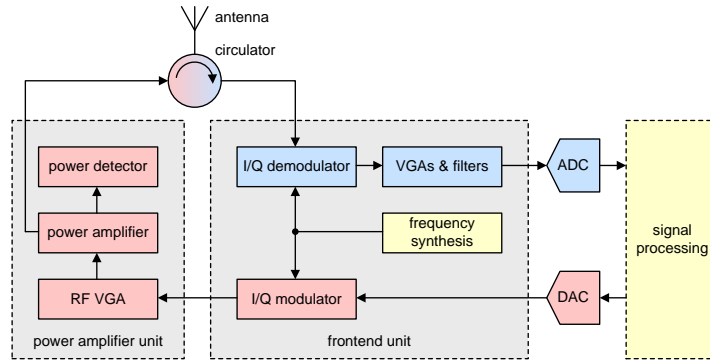 antenna
circulator
power detector
I/Q demodulator
VGAs & filters
ADC
power amplifier
frequency
synthesis
signal
processing
RF VGA
I/Q modulator
DAC
power amplifier unit
frontend unit